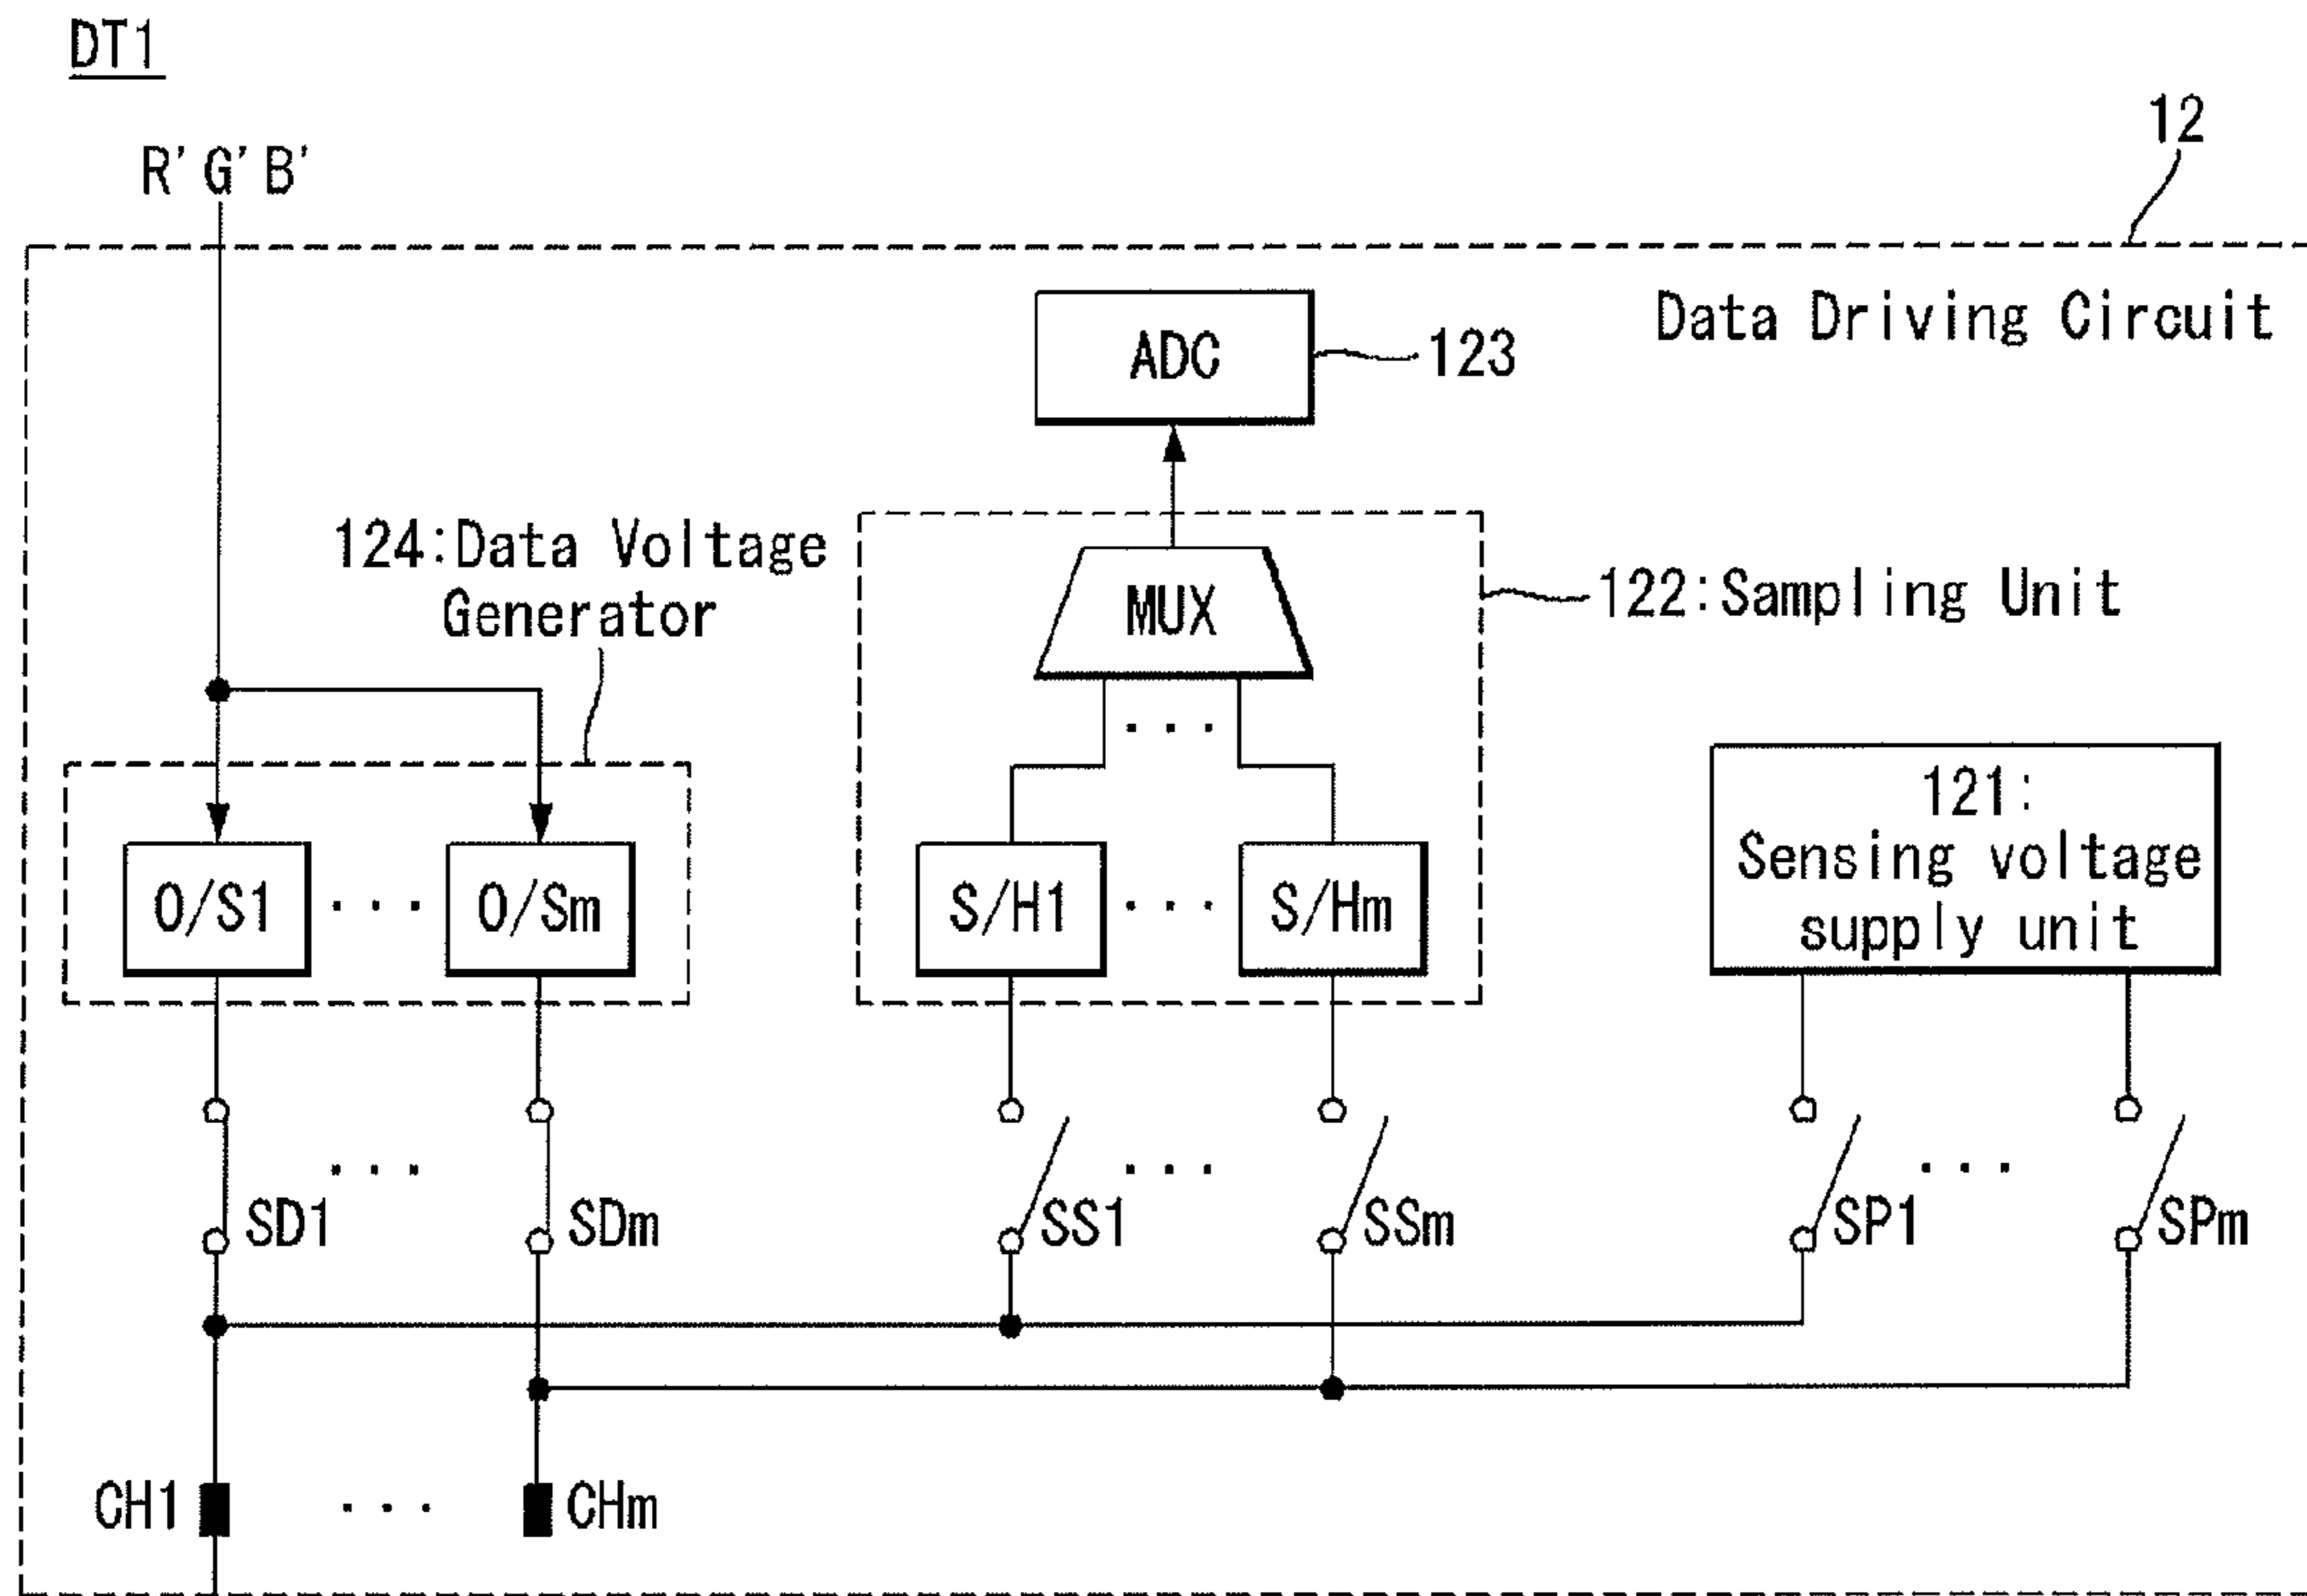 DT1
12
R' G' B'
Data Driving Circuit
ADC
123
124:Data Voltage
Generator
MUX
122:Sampling Unit
O/S1 ... O/Sm
S/H1 ... S/Hm
121:
Sensing voltage
supply unit
SD1 ... SDm
SS1 ... SSm
SP1 ... SPm
CH1 ... CHm